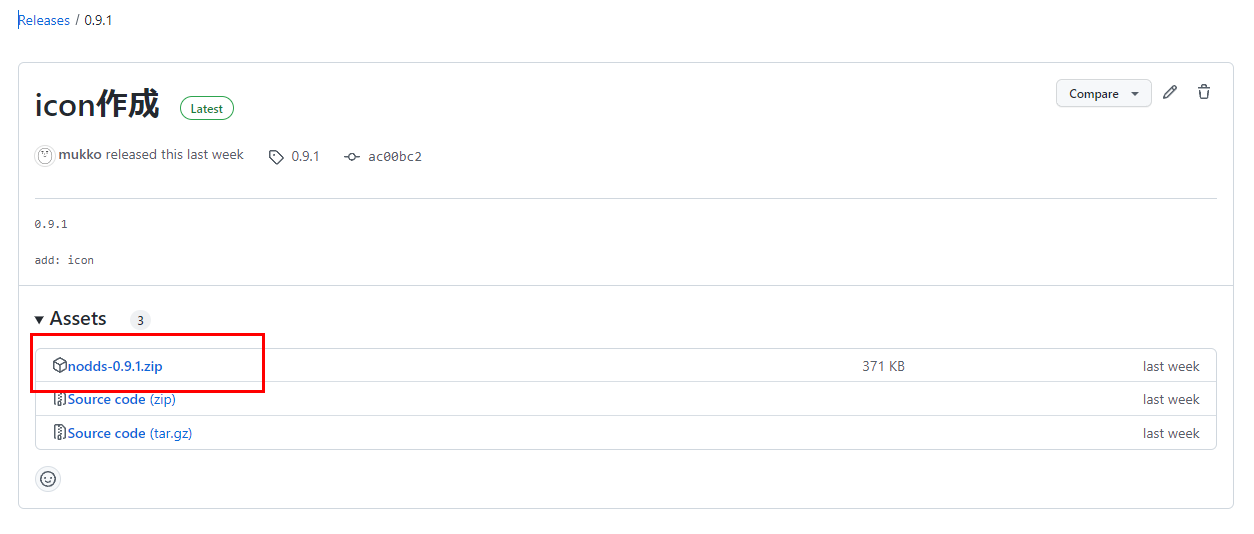 Releases / 0.9.1
icon作成 Latest
Compare
mukko released this last week 0.9.1 ac00bc2
0.9.1
add: icon
Assets 3
nodds-0.9.1.zip 371 KB last week
Source code (zip) last week
Source code (tar.gz) last week